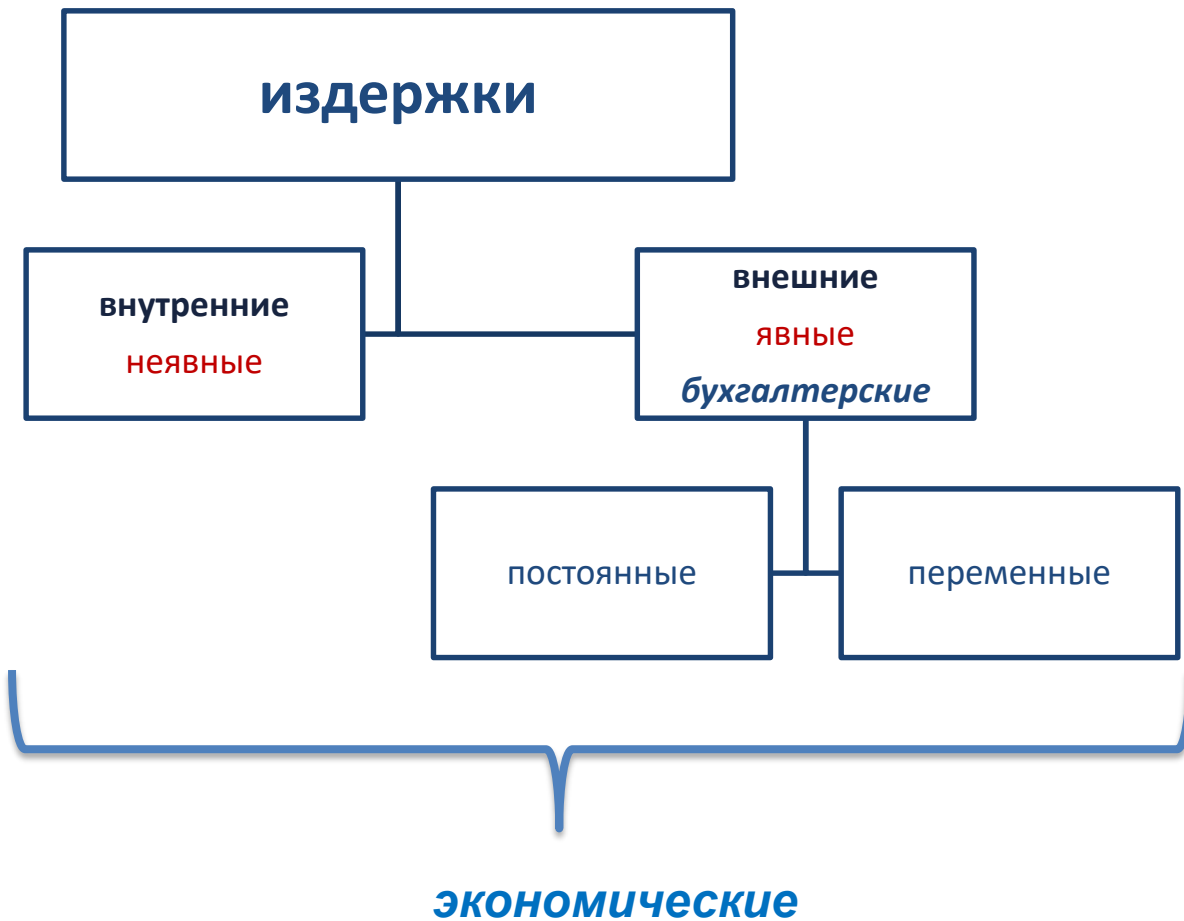 издержки
внутренние
неявные
внешние
явные
бухгалтерские
постоянные
переменные
экономические